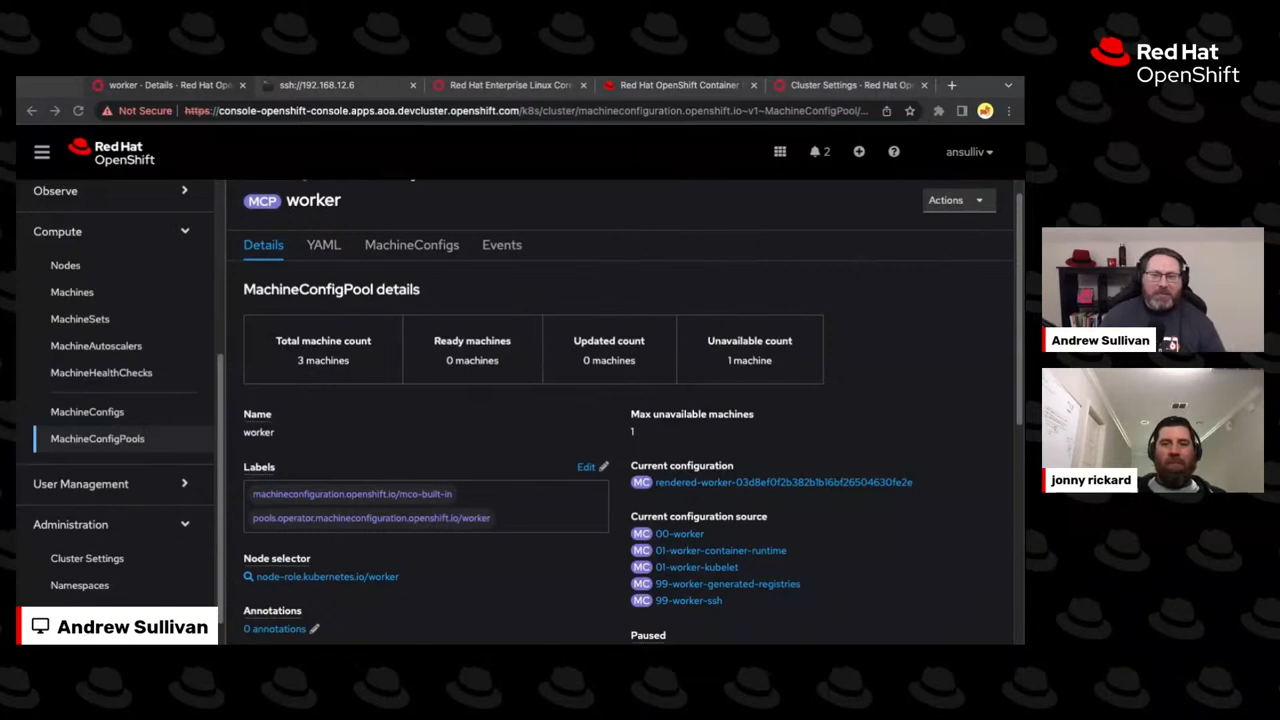 Red Hat
OpenShift
worker - Details · Red Hat Op
ssh://192.168.12.6
Red Hat Enterprise Linux Cor
Red Hat OpenShift Container
Cluster Settings · Red Hat Op
Not Secure
https://console-openshift-console.apps.aoa.devcluster.openshift.com/k8s/cluster/machineconfiguration.openshift.io~v1~MachineConfigPool/...
Red Hat
OpenShift
2
ansulliv
Observe
Compute
Nodes
Machines
MachineSets
MachineAutoscalers
MachineHealthChecks
MachineConfigs
MachineConfigPools
User Management
Administration
Cluster Settings
Namespaces
MCP worker
Actions
Details
YAML
MachineConfigs
Events
MachineConfigPool details
Total machine count
3 machines
Ready machines
0 machines
Updated count
0 machines
Unavailable count
1 machine
Name
worker
Labels
Edit
machineconfiguration.openshift.io/mco-built-in
pools.operator.machineconfiguration.openshift.io/worker
Node selector
node-role.kubernetes.io/worker
Annotations
0 annotations
Max unavailable machines
1
Current configuration
MC rendered-worker-03d8ef0f2b382b1b16bf26504630fe2e
Current configuration source
MC 00-worker
MC 01-worker-container-runtime
MC 01-worker-kubelet
MC 99-worker-generated-registries
MC 99-worker-ssh
Paused
Andrew Sullivan
Andrew Sullivan
jonny rickard